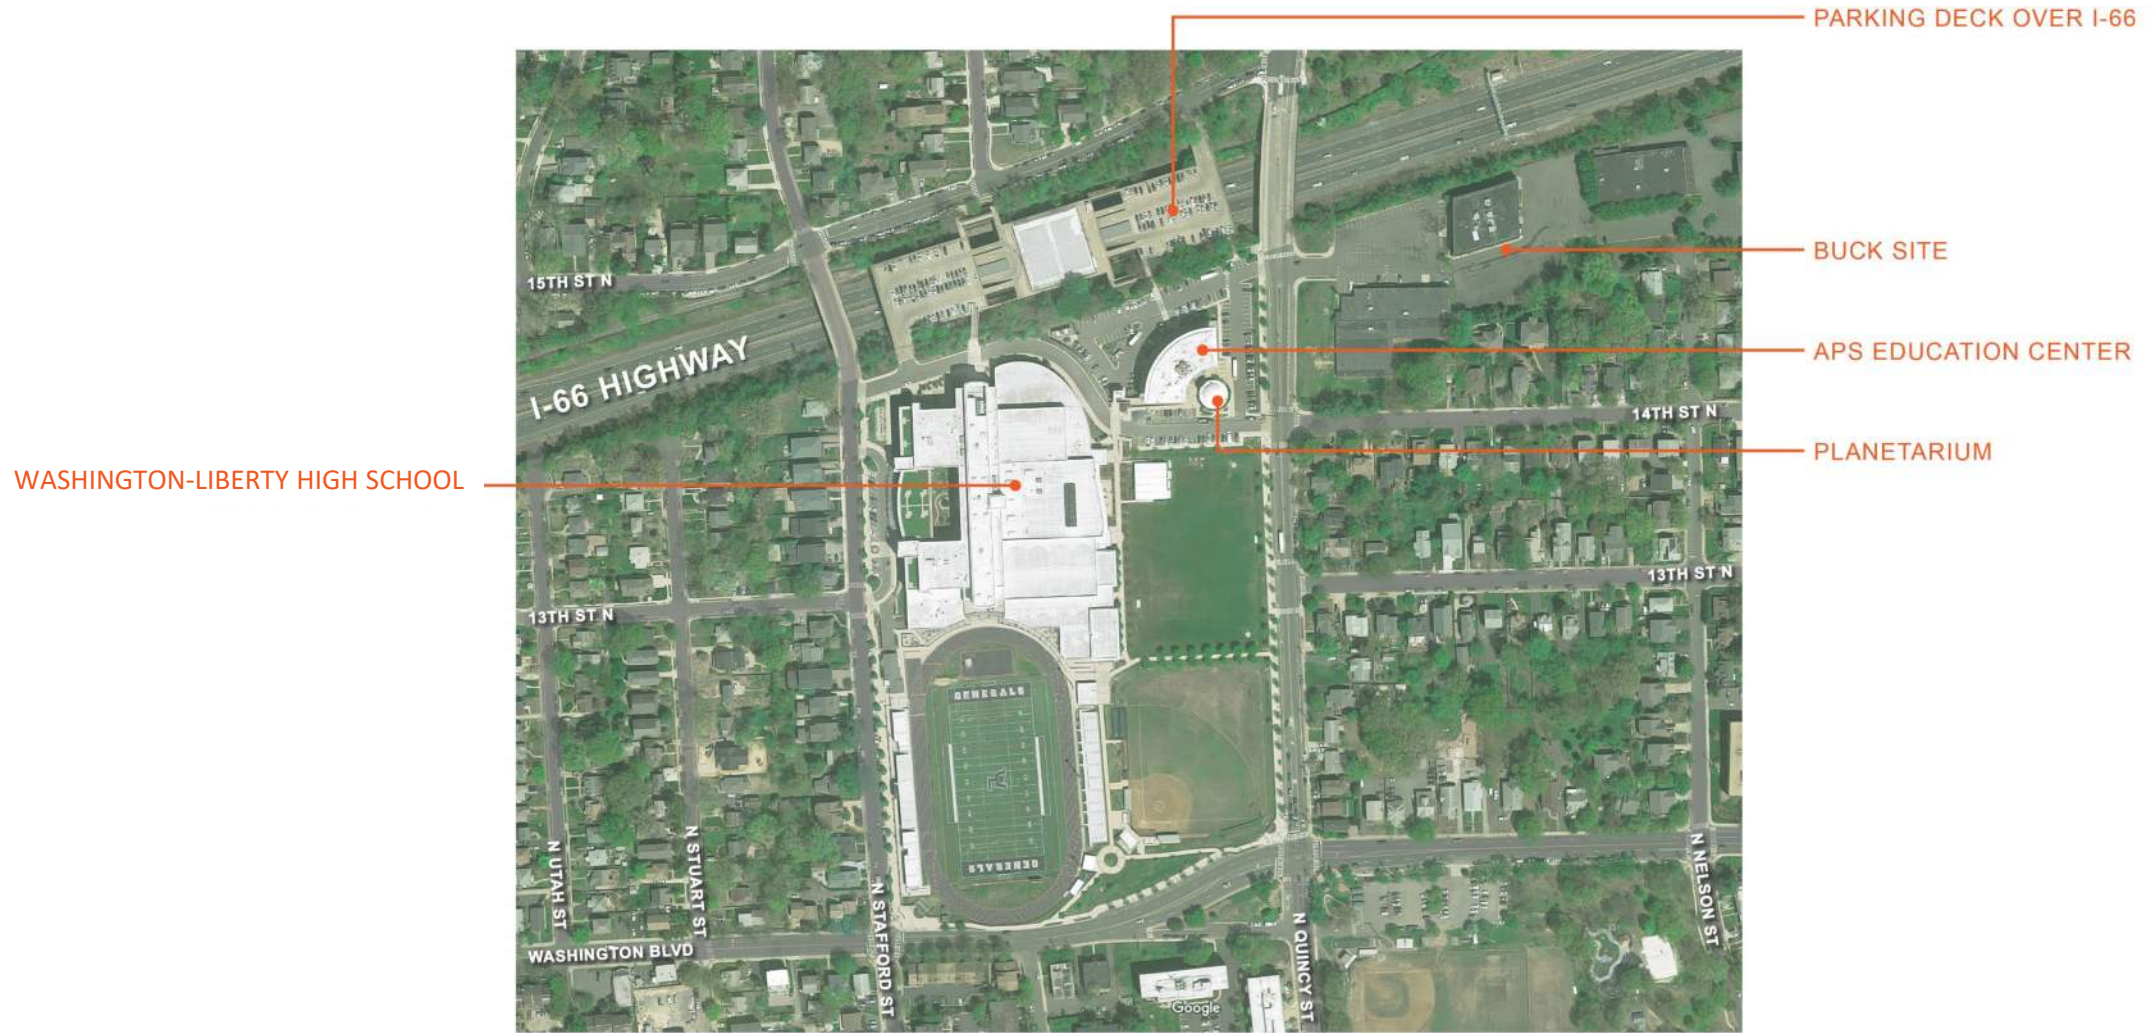 PARKING DECK OVER I-66
BUCK SITE
15TH ST N
I-66 HIGHWAY
APS EDUCATION CENTER
14TH ST N
PLANETARIUM
WASHINGTON-LIBERTY HIGH SCHOOL
13TH ST N
13TH ST N
GENERALS
GENERALS
N UTAH ST
N STUART ST
N STAFFORD ST
N QUINCY ST
N NELSON ST
WASHINGTON BLVD
Google